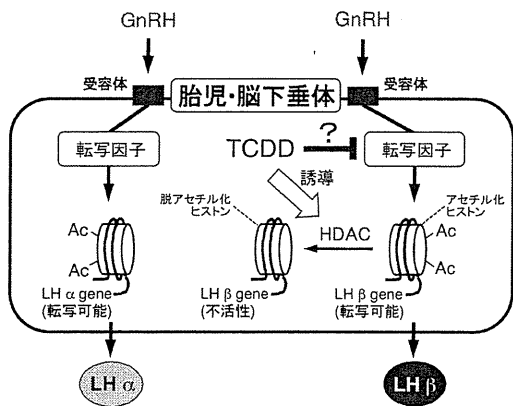 GnRH
GnRH
受容体
胎児・脳下垂体
受容体
転写因子
TCDD
?
転写因子
誘導
脱アセチル化
ヒストン
アセチル化
ヒストン
HDAC
Ac
Ac
Ac
Ac
LH α gene
(転写可能)
LH β gene
(不活性)
LH β gene
(転写可能)
LH α
LH β